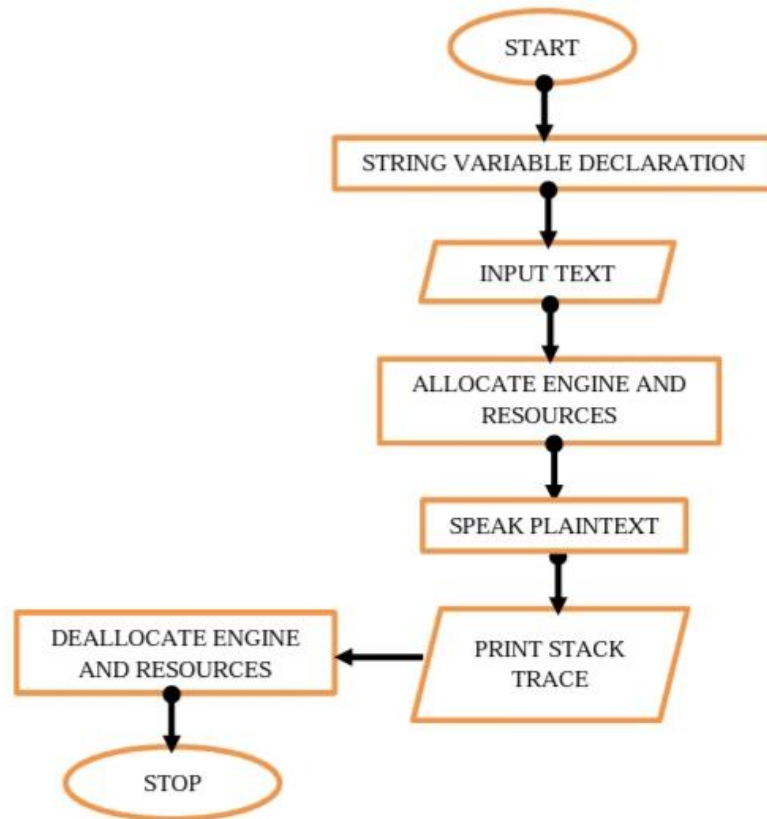 START
STRING VARIABLE DECLARATION
INPUT TEXT
ALLOCATE ENGINE AND
RESOURCES
SPEAK PLAINTEXT
PRINT STACK
TRACE
DEALLOCATE ENGINE
AND RESOURCES
STOP